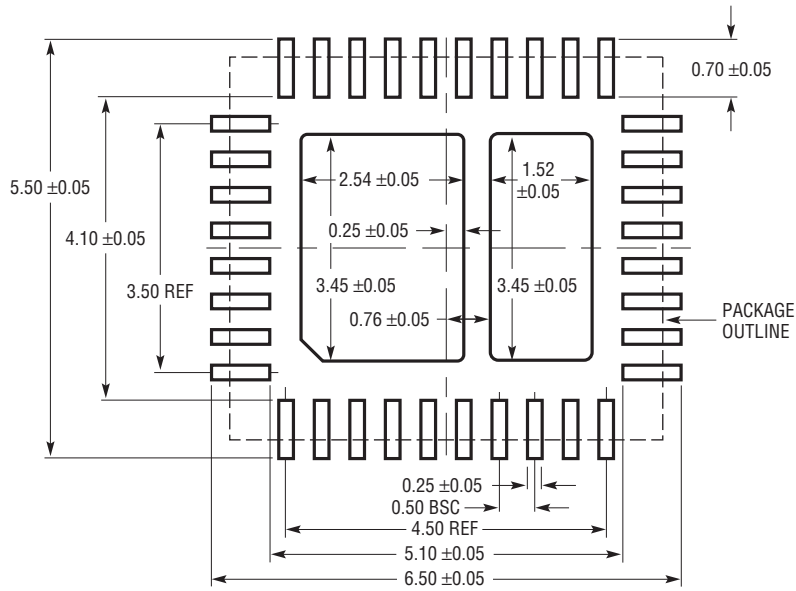 0.70 ±0.05
2.54 ±0.05
1.52
±0.05
5.50 ±0.05
0.25 ±0.05
4.10 ±0.05
3.50 REF
3.45 ±0.05
3.45 ±0.05
0.76 ±0.05
PACKAGE
OUTLINE
0.25 ±0.05
0.50 BSC
4.50 REF
5.10 ±0.05
6.50 ±0.05